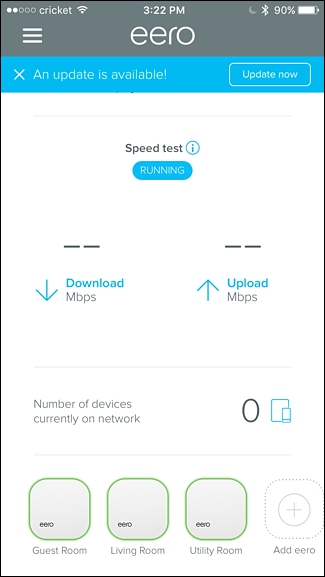 cricket 3:22 PM 90%
eero
An update is available! Update now
Speed test
RUNNING
-- --
Download Upload
Mbps Mbps
Number of devices
currently on network 0
eero eero eero
Guest Room Living Room Utility Room Add eero